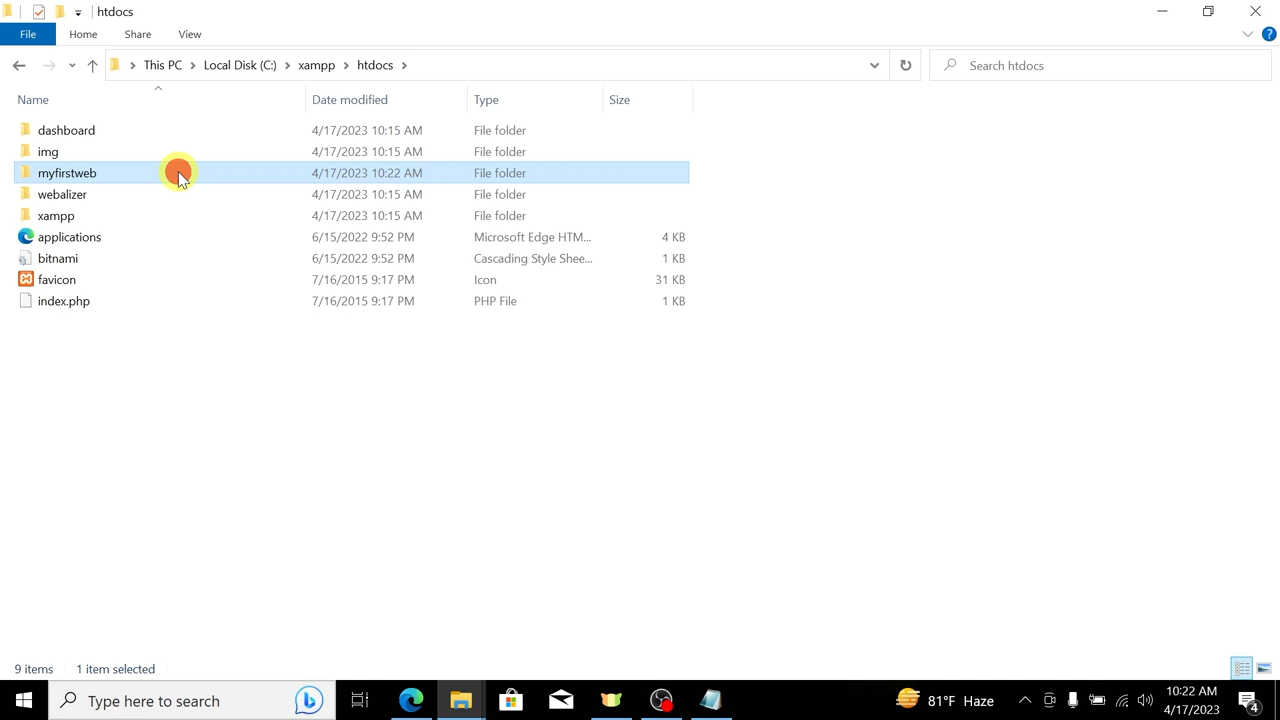 htdocs
File Home Share View
This PC Local Disk (C:) xampp htdocs Search htdocs
Name Date modified Type Size
dashboard 4/17/2023 10:15 AM File folder
img 4/17/2023 10:15 AM File folder
myfirstweb 4/17/2023 10:22 AM File folder
webalizer 4/17/2023 10:15 AM File folder
xampp 4/17/2023 10:15 AM File folder
applications 6/15/2022 9:52 PM Microsoft Edge HTM... 4 KB
bitnami 6/15/2022 9:52 PM Cascading Style Shee... 1 KB
favicon 7/16/2015 9:17 PM Icon 31 KB
index.php 7/16/2015 9:17 PM PHP File 1 KB
9 items 1 item selected
Type here to search 81°F Haze 10:22 AM
4/17/2023 4